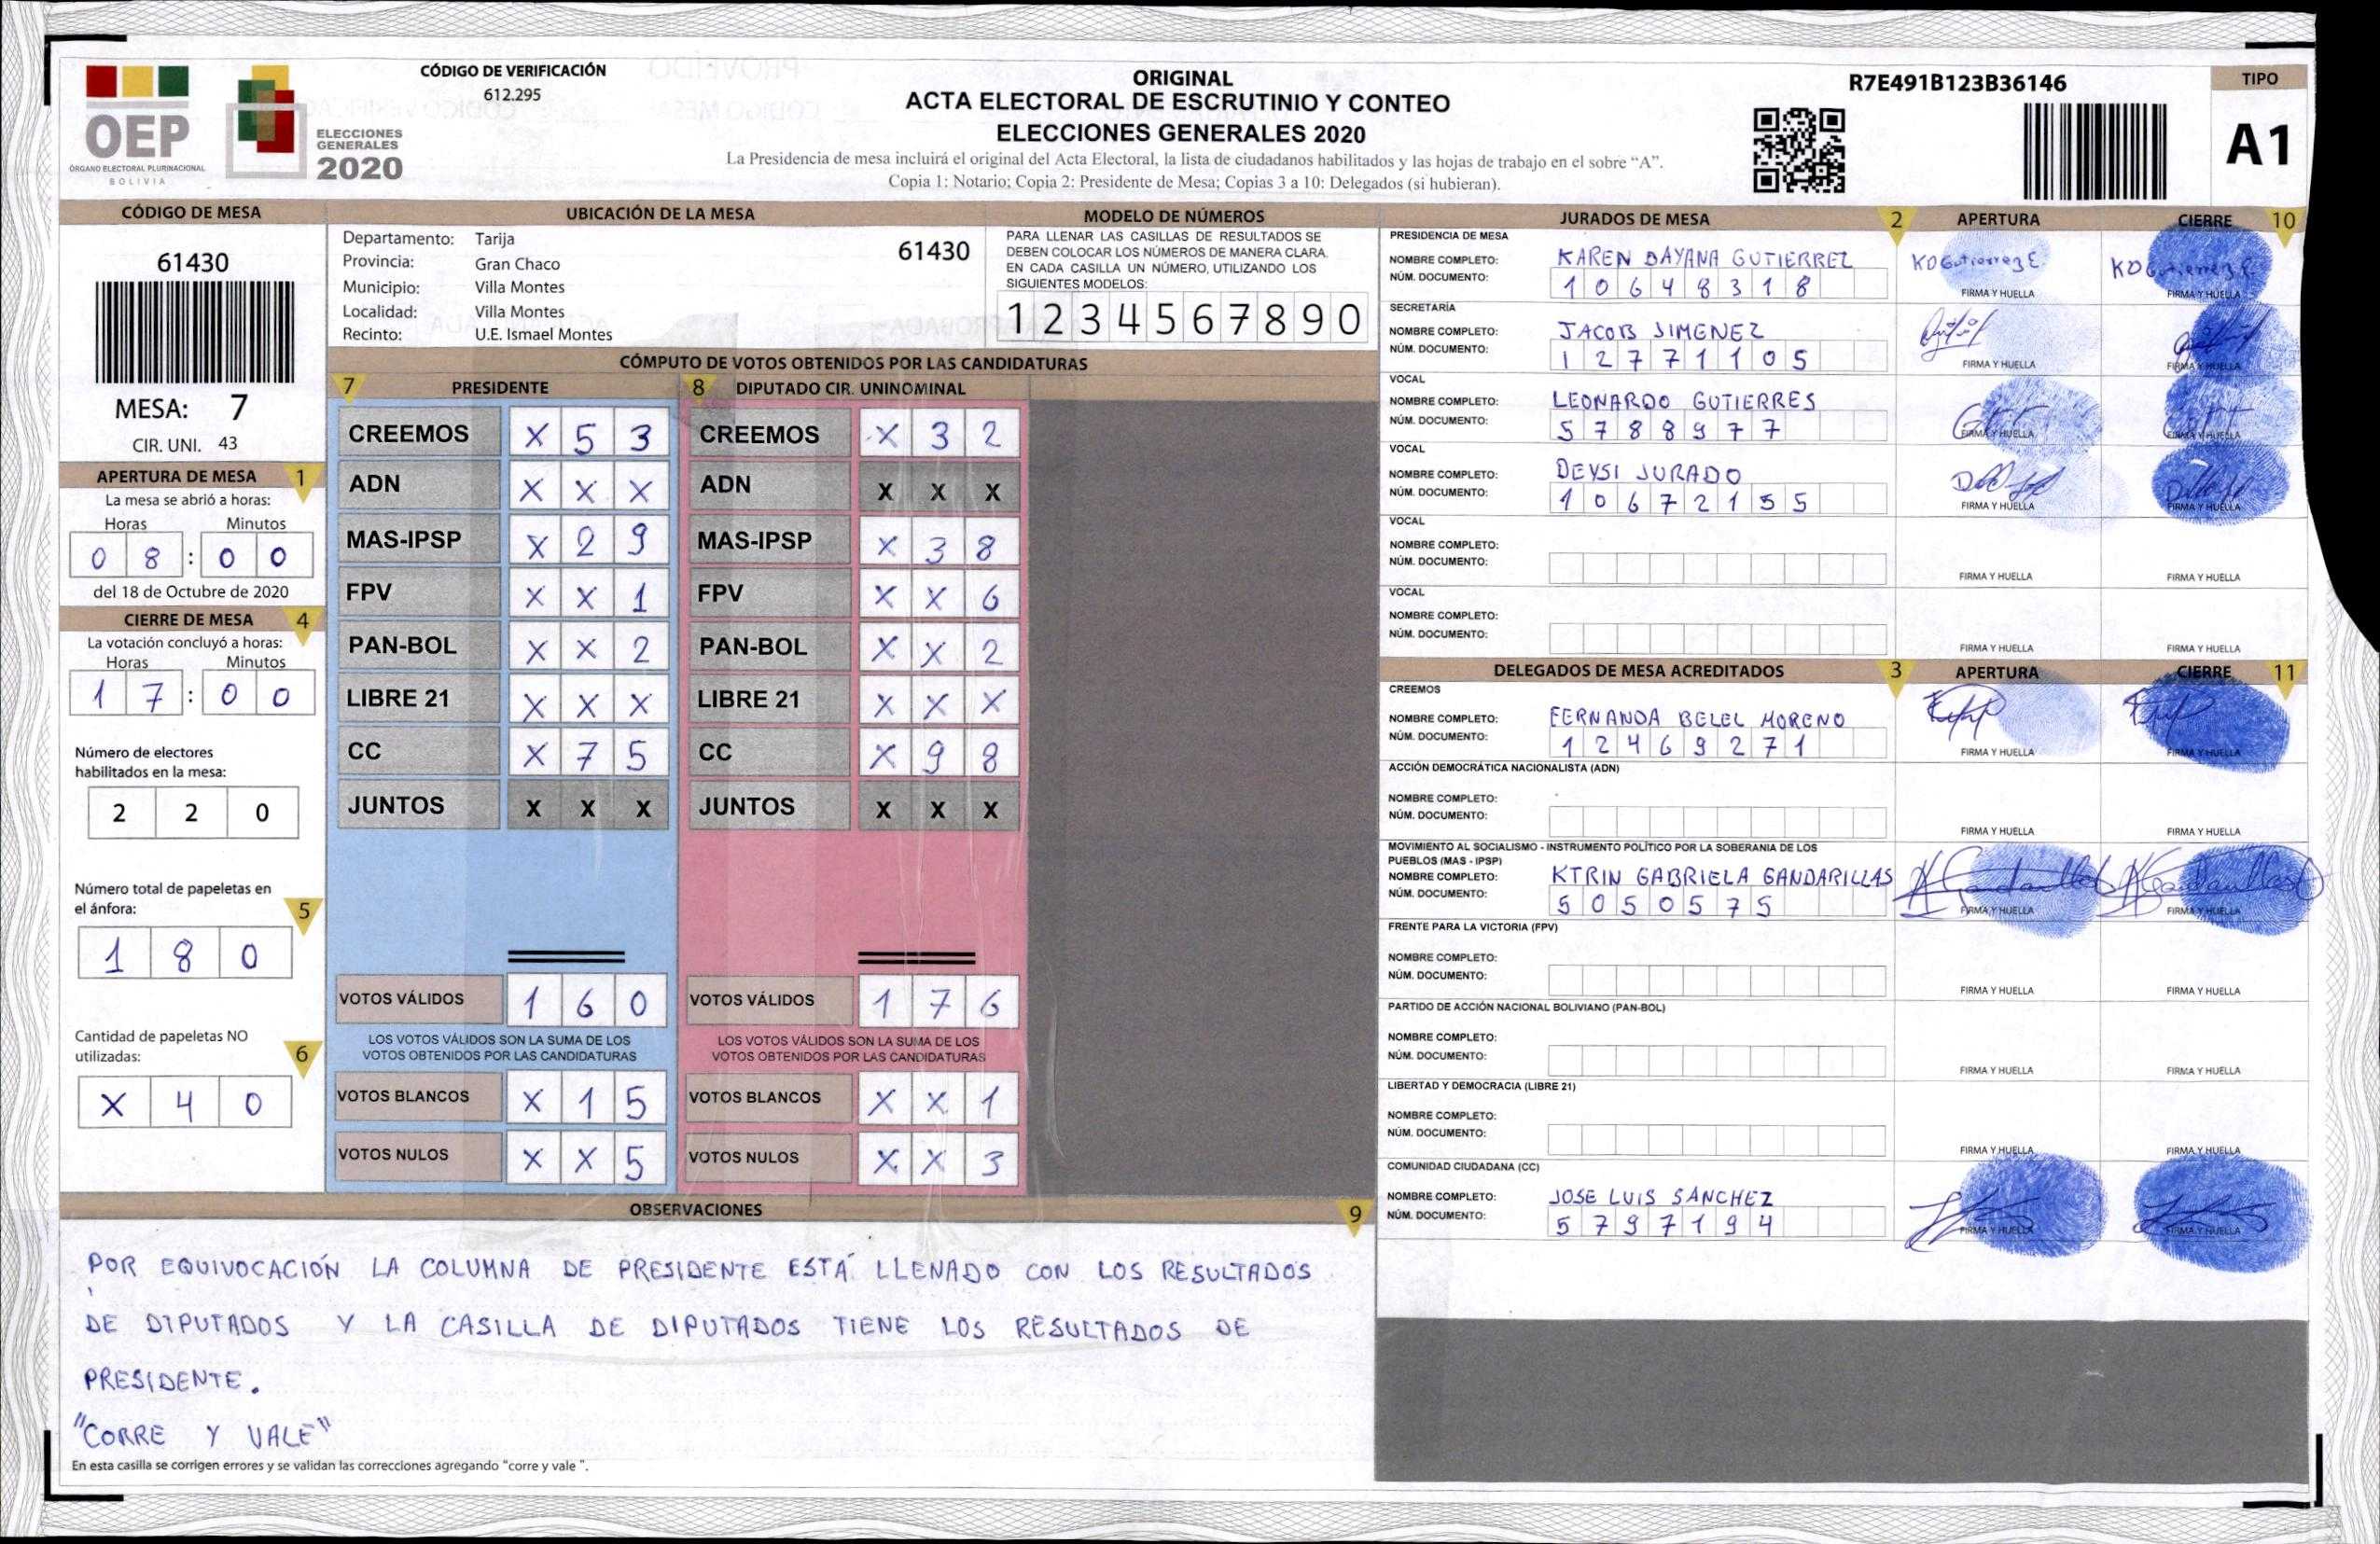 OEP
ÓRGANO ELECTORAL PLURINACIONAL
BOLIVIA
ELECCIONES
GENERALES
2020
CÓDIGO DE VERIFICACIÓN
612.295
ORIGINAL
ACTA ELECTORAL DE ESCRUTINIO Y CONTEO
ELECCIONES GENERALES 2020
La Presidencia de mesa incluirá el original del Acta Electoral, la lista de ciudadanos habilitados y las hojas de trabajo en el sobre “A”.
Copia 1: Notario; Copia 2: Presidente de Mesa; Copias 3 a 10: Delegados (si hubieran).
R7E491B123B36146
TIPO
A1
CÓDIGO DE MESA
61430
MESA: 7
CIR. UNI. 43
APERTURA DE MESA 1
La mesa se abrió a horas:
Horas Minutos
0 8 : 0 0
del 18 de Octubre de 2020
CIERRE DE MESA 4
La votación concluyó a horas:
Horas Minutos
1 7 : 0 0
Número de electores
habilitados en la mesa:
2 2 0
Número total de papeletas en
el ánfora: 5
1 8 0
Cantidad de papeletas NO
utilizadas: 6
X 4 0
UBICACIÓN DE LA MESA
Departamento: Tarija 61430
Provincia: Gran Chaco
Municipio: Villa Montes
Localidad: Villa Montes
Recinto: U.E. Ismael Montes
MODELO DE NÚMEROS
PARA LLENAR LAS CASILLAS DE RESULTADOS SE
DEBEN COLOCAR LOS NÚMEROS DE MANERA CLARA.
EN CADA CASILLA UN NÚMERO, UTILIZANDO LOS
SIGUIENTES MODELOS:
1 2 3 4 5 6 7 8 9 0
CÓMPUTO DE VOTOS OBTENIDOS POR LAS CANDIDATURAS
7 PRESIDENTE 8 DIPUTADO CIR. UNINOMINAL
CREEMOS X 5 3 CREEMOS X 3 2
ADN X X X ADN X X X
MAS-IPSP X 2 9 MAS-IPSP X 3 8
FPV X X 1 FPV X X 6
PAN-BOL X X 2 PAN-BOL X X 2
LIBRE 21 X X X LIBRE 21 X X X
CC X 7 5 CC X 9 8
JUNTOS X X X JUNTOS X X X
VOTOS VÁLIDOS 1 6 0 VOTOS VÁLIDOS 1 7 6
LOS VOTOS VÁLIDOS SON LA SUMA DE LOS LOS VOTOS VÁLIDOS SON LA SUMA DE LOS
VOTOS OBTENIDOS POR LAS CANDIDATURAS VOTOS OBTENIDOS POR LAS CANDIDATURAS
VOTOS BLANCOS X 1 5 VOTOS BLANCOS X X 1
VOTOS NULOS X X 5 VOTOS NULOS X X 3
OBSERVACIONES 9
POR EQUIVOCACIÓN LA COLUMNA DE PRESIDENTE ESTÁ LLENADO CON LOS RESULTADOS
DE DIPUTADOS Y LA CASILLA DE DIPUTADOS TIENE LOS RESULTADOS DE
PRESIDENTE.
"CORRE Y VALE"
En esta casilla se corrigen errores y se validan las correcciones agregando “corre y vale ”.
JURADOS DE MESA 2 APERTURA CIERRE 10
PRESIDENCIA DE MESA
NOMBRE COMPLETO: KAREN DAYANA GUTIERREZ
NÚM. DOCUMENTO: 1 0 6 4 8 3 1 8
FIRMA Y HUELLA FIRMA Y HUELLA
SECRETARÍA
NOMBRE COMPLETO: JACOB JIMENEZ
NÚM. DOCUMENTO: 1 2 7 7 1 1 0 5
FIRMA Y HUELLA FIRMA Y HUELLA
VOCAL
NOMBRE COMPLETO: LEONARDO GUTIERRES
NÚM. DOCUMENTO: 5 7 8 8 9 7 7
FIRMA Y HUELLA FIRMA Y HUELLA
VOCAL
NOMBRE COMPLETO: DEYSI JURADO
NÚM. DOCUMENTO: 1 0 6 7 2 1 5 5
FIRMA Y HUELLA FIRMA Y HUELLA
VOCAL
NOMBRE COMPLETO:
NÚM. DOCUMENTO:
FIRMA Y HUELLA FIRMA Y HUELLA
VOCAL
NOMBRE COMPLETO:
NÚM. DOCUMENTO:
FIRMA Y HUELLA FIRMA Y HUELLA
DELEGADOS DE MESA ACREDITADOS 3 APERTURA CIERRE 11
CREEMOS
NOMBRE COMPLETO: FERNANDA BELEL MORENO
NÚM. DOCUMENTO: 1 2 4 6 9 2 7 1
FIRMA Y HUELLA FIRMA Y HUELLA
ACCIÓN DEMOCRÁTICA NACIONALISTA (ADN)
NOMBRE COMPLETO:
NÚM. DOCUMENTO:
FIRMA Y HUELLA FIRMA Y HUELLA
MOVIMIENTO AL SOCIALISMO - INSTRUMENTO POLÍTICO POR LA SOBERANIA DE LOS
PUEBLOS (MAS - IPSP)
NOMBRE COMPLETO: KTRIN GABRIELA GANDARILLAS
NÚM. DOCUMENTO: 5 0 5 0 5 7 5
FIRMA Y HUELLA FIRMA Y HUELLA
FRENTE PARA LA VICTORIA (FPV)
NOMBRE COMPLETO:
NÚM. DOCUMENTO:
FIRMA Y HUELLA FIRMA Y HUELLA
PARTIDO DE ACCIÓN NACIONAL BOLIVIANO (PAN-BOL)
NOMBRE COMPLETO:
NÚM. DOCUMENTO:
FIRMA Y HUELLA FIRMA Y HUELLA
LIBERTAD Y DEMOCRACIA (LIBRE 21)
NOMBRE COMPLETO:
NÚM. DOCUMENTO:
FIRMA Y HUELLA FIRMA Y HUELLA
COMUNIDAD CIUDADANA (CC)
NOMBRE COMPLETO: JOSE LUIS SANCHEZ
NÚM. DOCUMENTO: 5 7 9 7 1 9 4
FIRMA Y HUELLA FIRMA Y HUELLA